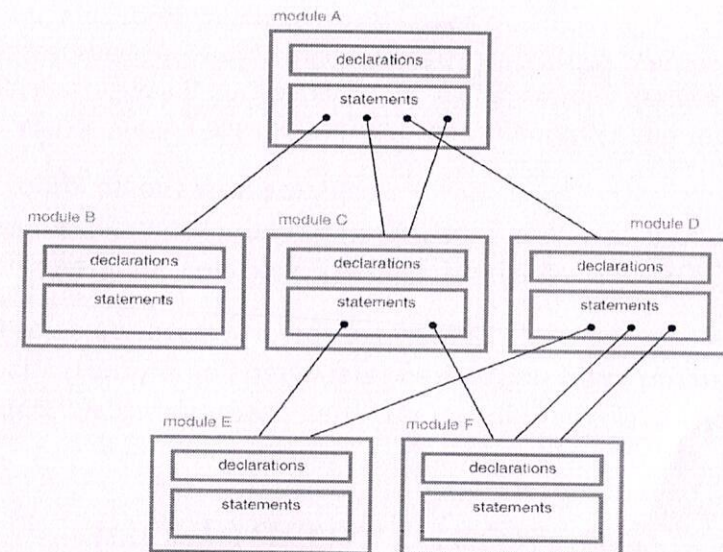 module A
declarations
statements
module B
module C
module D
declarations
declarations
declarations
statements
statements
statements
module E
module F
declarations
declarations
statements
statements